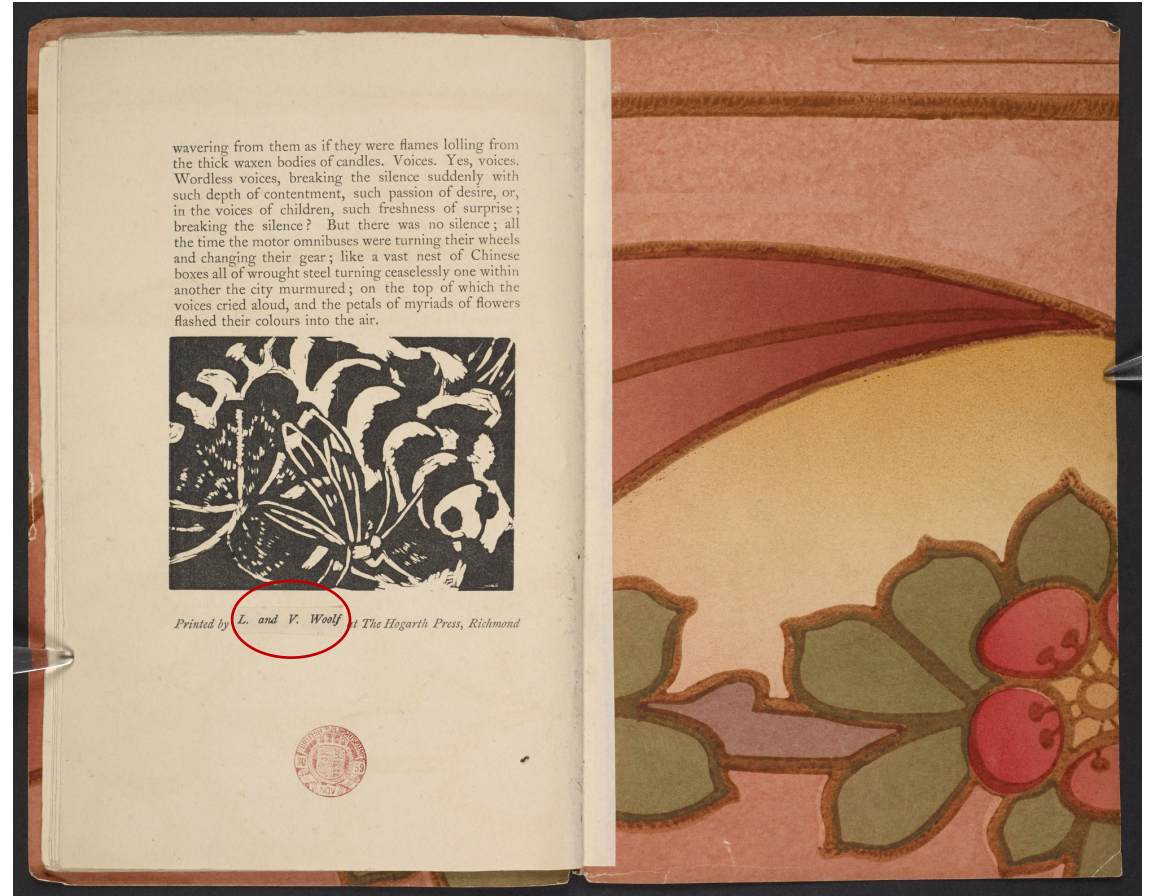 wavering from them as if they were flames lolling from
the thick waxen bodies of candles. Voices. Yes, voices.
Wordless voices, breaking the silence suddenly with
such depth of contentment, such passion of desire, or,
in the voices of children, such freshness of surprise ;
breaking the silence ? But there was no silence ; all
the time the motor omnibuses were turning their wheels
and changing their gear ; like a vast nest of Chinese
boxes all of wrought steel turning ceaselessly one within
another the city murmured ; on the top of which the
voices cried aloud, and the petals of myriads of flowers
flashed their colours into the air.
Printed by L. and V. Woolf at The Hogarth Press, Richmond
NOV